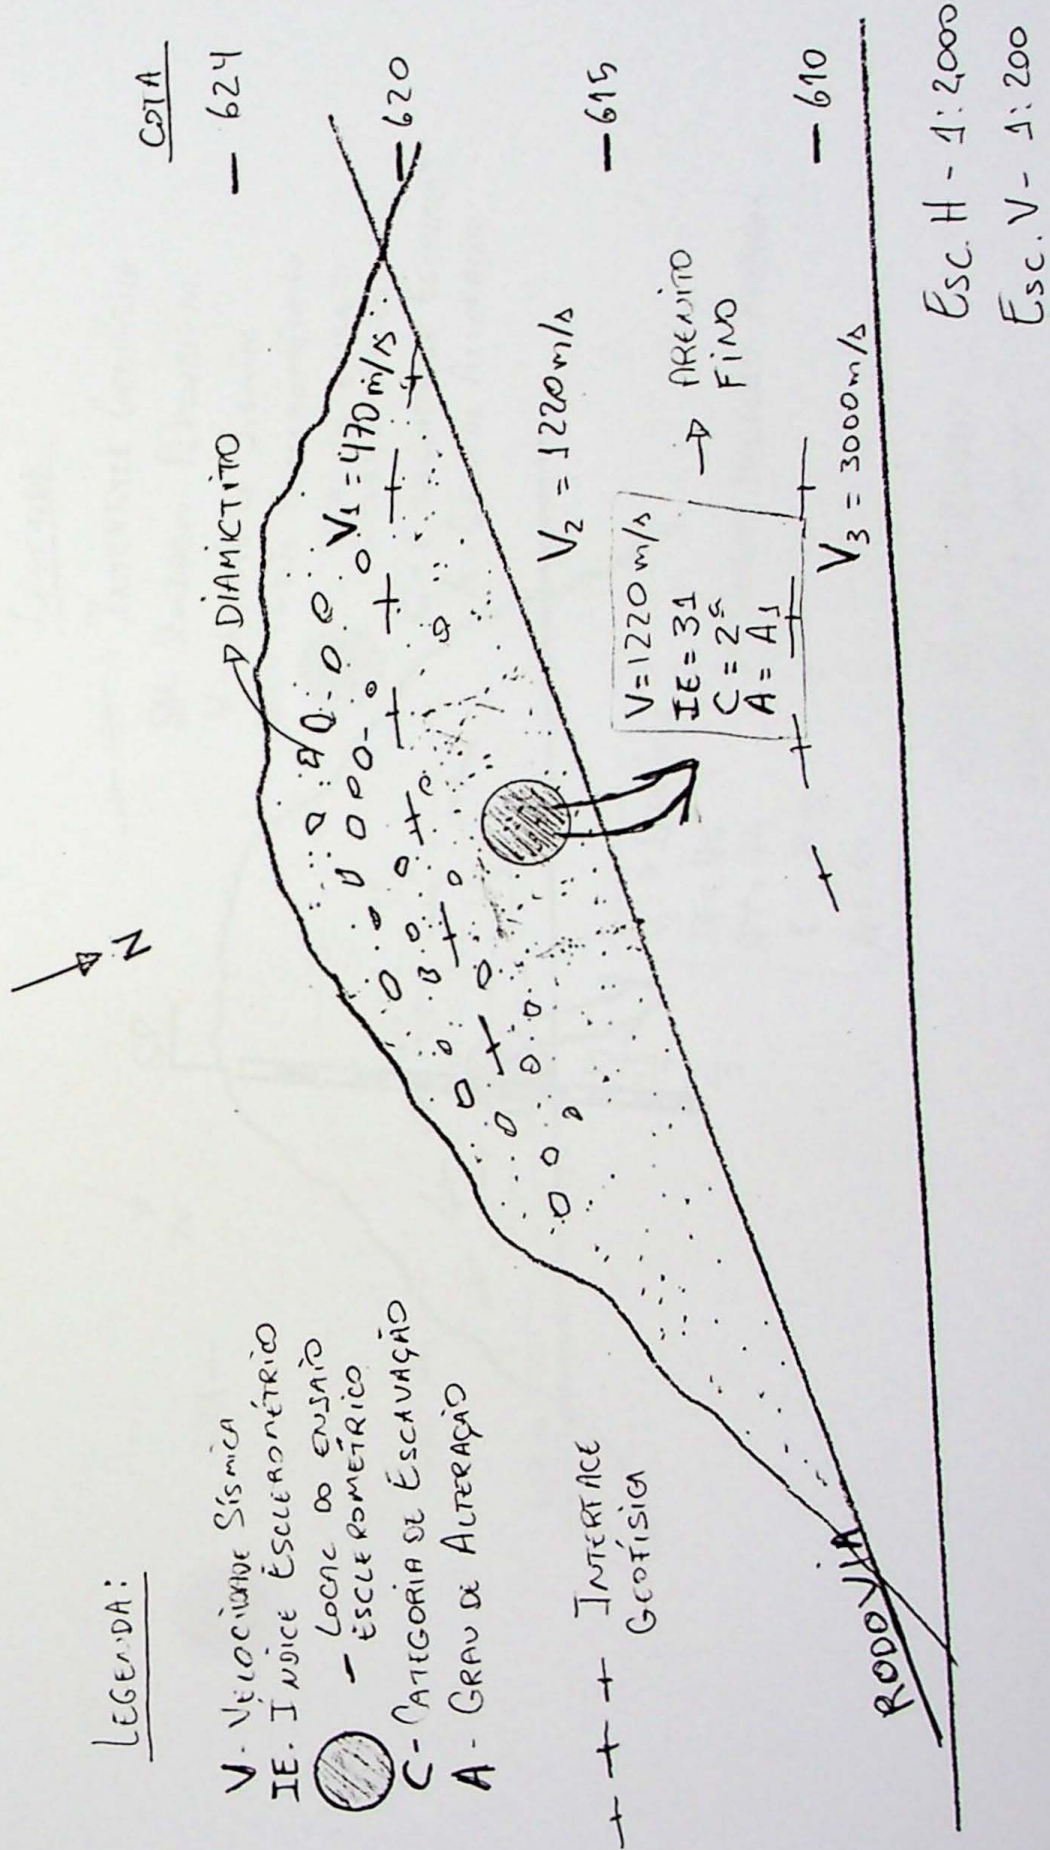 LEGENDA:
V - VELOCIDADE SÍSMICA
IE - ÍNDICE ESCLEROMÉTRICO
- LOCAL DO ENSAIO
ESCLEROMÉTRICO
C - CATEGORIA DE ESCAVAÇÃO
A - GRAU DE ALTERAÇÃO
+ + + INTERFACE
GEOFÍSICA
N
DIAMICTITO
V1 = 470 m/s
V2 = 1220 m/s
V = 1220 m/s
IE = 31
C = 2ª
A = A1
→ ARENITO
FINO
V3 = 3000 m/s
RODOVIA
COTA
- 624
- 620
- 615
- 610
ESC. H - 1:2000
ESC. V - 1:200